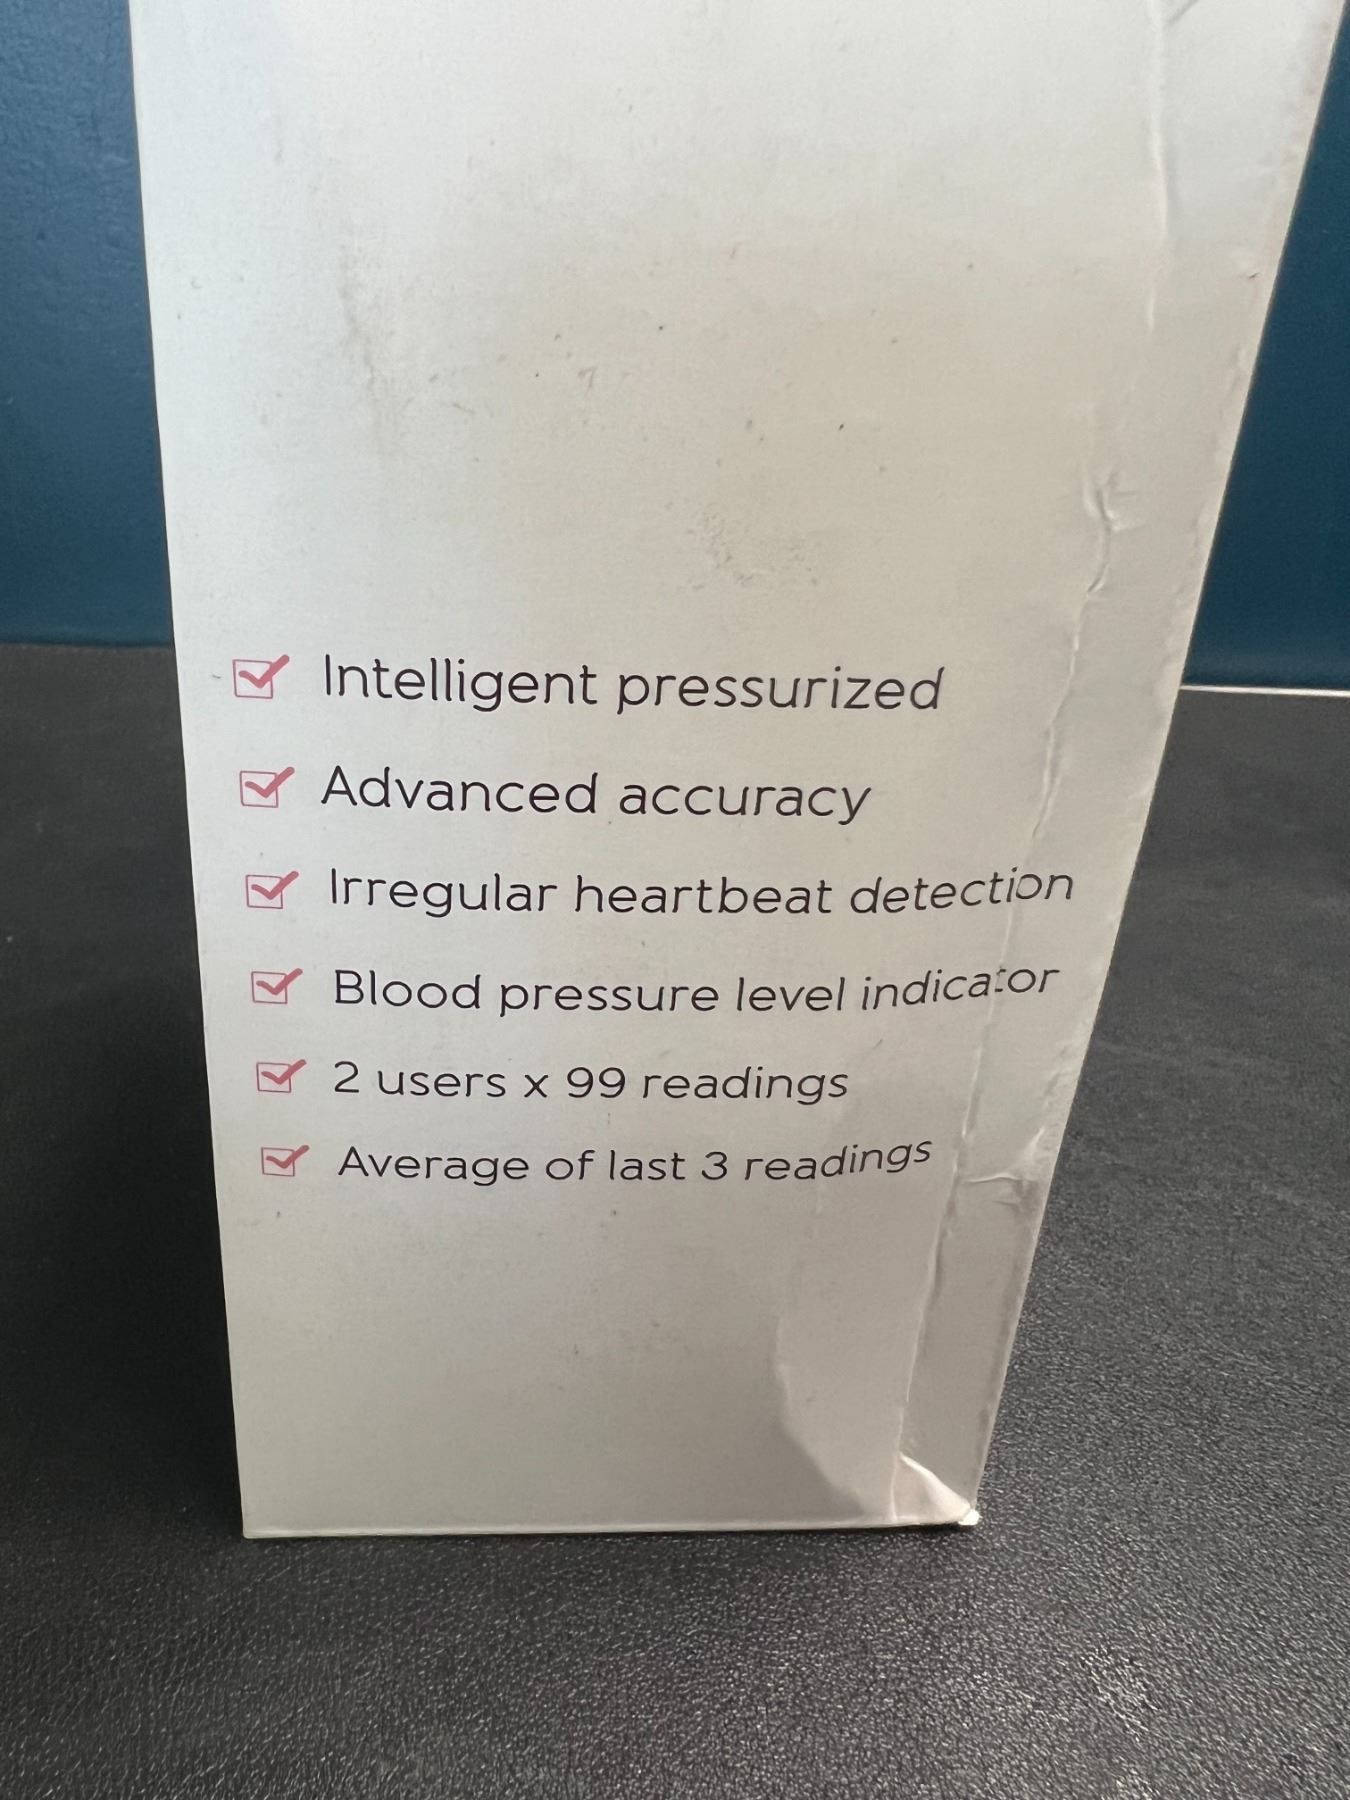 Intelligent pressurized
Advanced accuracy
Irregular heartbeat detection
Blood pressure level indicator
2 users x 99 readings
Average of last 3 readings